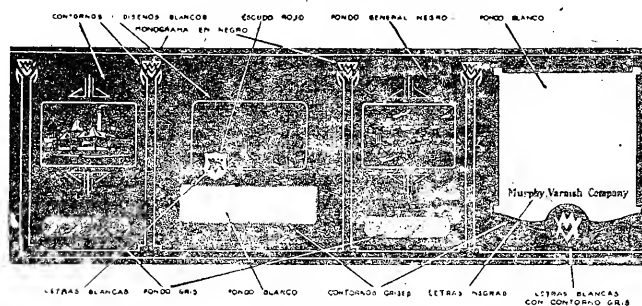 CONTORNOS Y DISEÑOS BLANCOS ESCUDO ROJO FONDO GENERAL NEGRO FONDO BLANCO
MONOGRAMA EN NEGRO
Murphy Varnish Company
LETRAS BLANCAS FONDO GRIS FONDO BLANCO CONTORNOS GRISES LETRAS NEGRAS LETRAS BLANCAS
CON CONTORNO GRIS